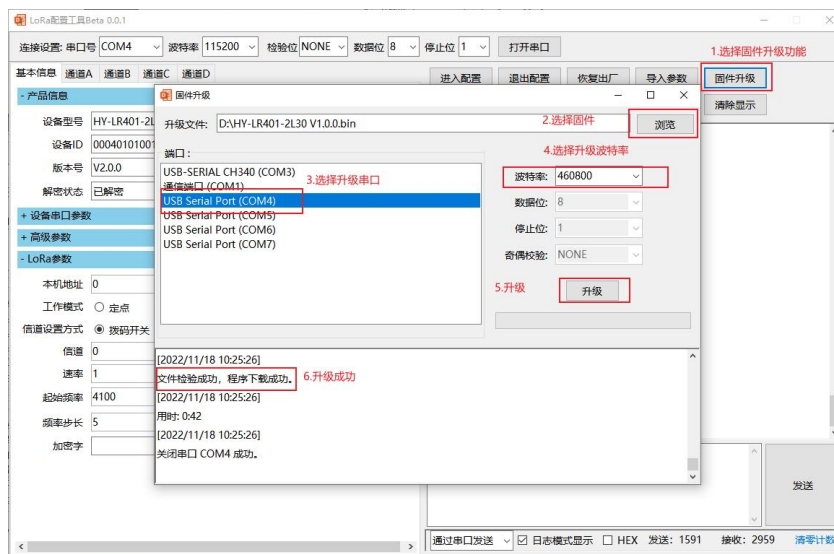 LoRa配置工具Beta 0.0.1
连接设置: 串口号 COM4 波特率 115200 检验位 NONE 数据位 8 停止位 1 打开串口
1.选择固件升级功能
基本信息 通道A 通道B 通道C 通道D
进入配置 退出配置 恢复出厂 导入参数 固件升级
清除显示
- 产品信息
设备型号 HY-LR401-2L
设备ID 00040101001
版本号 V2.0.0
解密状态 已解密
+ 设备串口参数
+ 高级参数
- LoRa参数
本机地址 0
工作模式 定点
信道设置方式 拨码开关
信道 0
速率 1
起始频率 4100
频率步长 5
加密字
固件升级
升级文件: D:\HY-LR401-2L30 V1.0.0.bin
2.选择固件
浏览
端口:
4.选择升级波特率
USB-SERIAL CH340 (COM3)
通信端口 (COM1)
3.选择升级串口
USB Serial Port (COM4)
USB Serial Port (COM5)
USB Serial Port (COM6)
USB Serial Port (COM7)
波特率: 460800
数据位: 8
停止位: 1
奇偶校验: NONE
5.升级
升级
[2022/11/18 10:25:26]
文件检验成功，程序下载成功。
6.升级成功
[2022/11/18 10:25:26]
用时: 0:42
[2022/11/18 10:25:26]
关闭串口 COM4 成功。
发送
通过串口发送 日志模式显示 HEX 发送: 1591 接收: 2959 清零计数